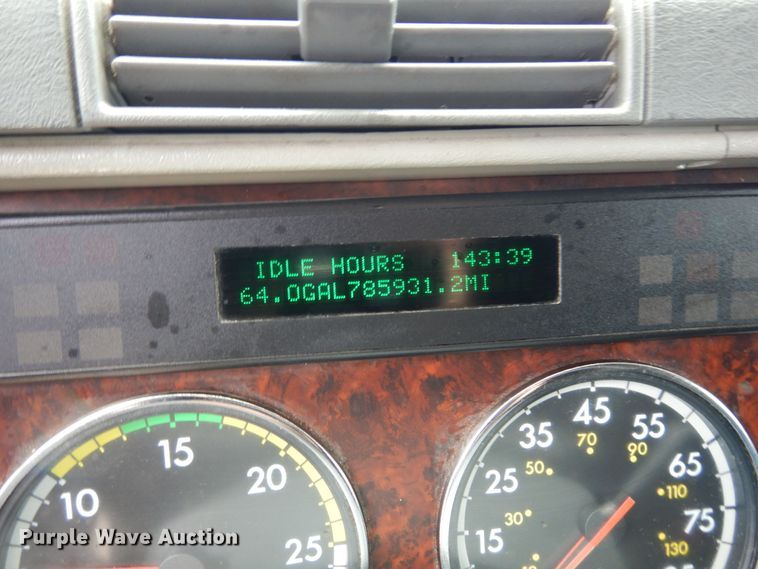 IDLE HOURS 143:39
64.0GAL785931.2MI
10 15 20 25
15 35 45 55 65 75
30 50 70 90 110 130
Purple Wave Auction®